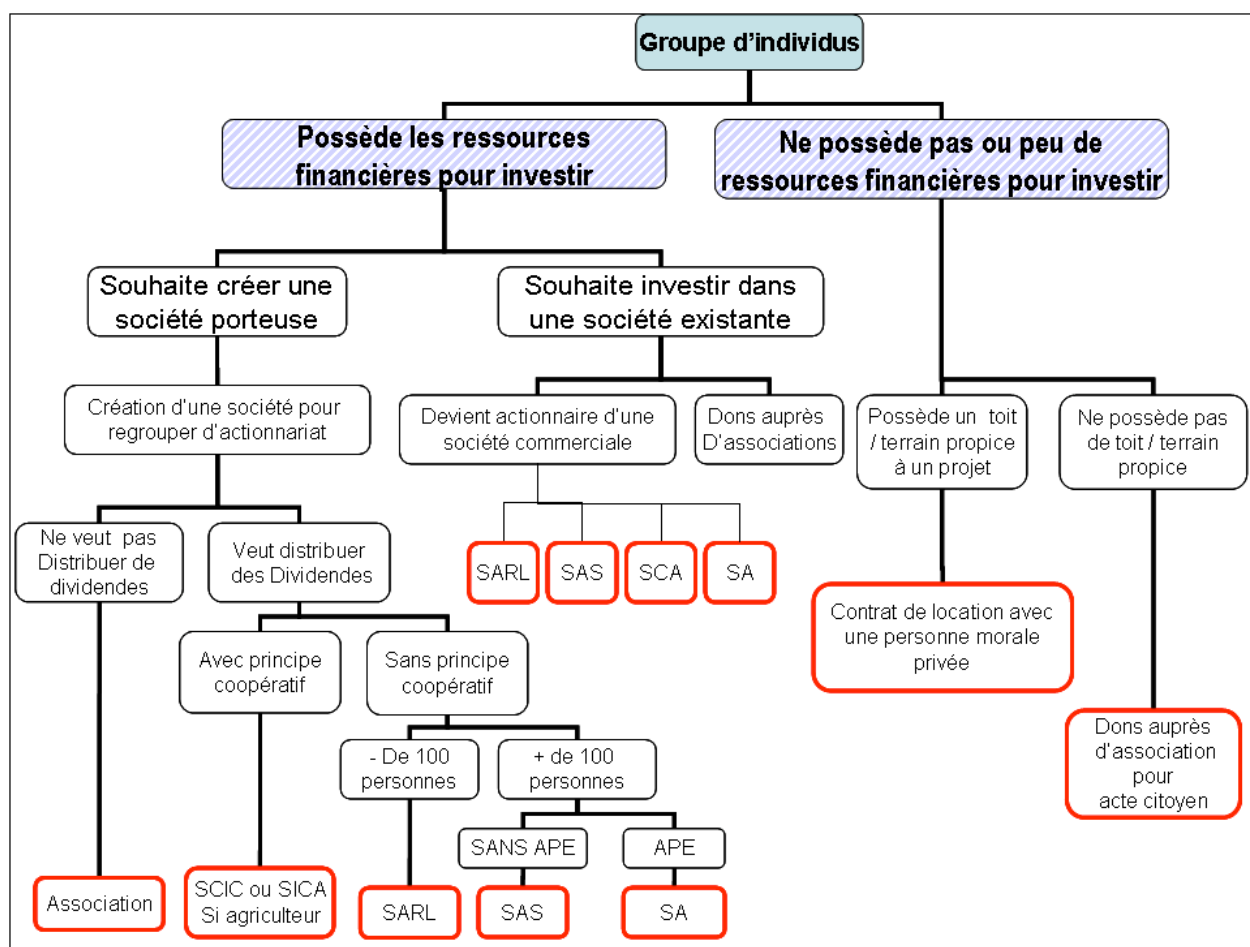 Groupe d'individus
Possède les ressources
financières pour investir
Ne possède pas ou peu de
ressources financières pour investir
Souhaite créer une
société porteuse
Souhaite investir dans
une société existante
Création d'une société pour
regrouper d'actionnariat
Devient actionnaire d'une
société commerciale
Dons auprès
D'associations
Possède un toit
/ terrain propice
à un projet
Ne possède pas
de toit / terrain
propice
Ne veut pas
Distribuer de
dividendes
Veut distribuer
des Dividendes
SARL
SAS
SCA
SA
Contrat de location avec
une personne morale
privée
Avec principe
coopératif
Sans principe
coopératif
Dons auprès
d'association
pour
acte citoyen
- De 100
personnes
+ de 100
personnes
SANS APE
APE
Association
SCIC ou SICA
Si agriculteur
SARL
SAS
SA